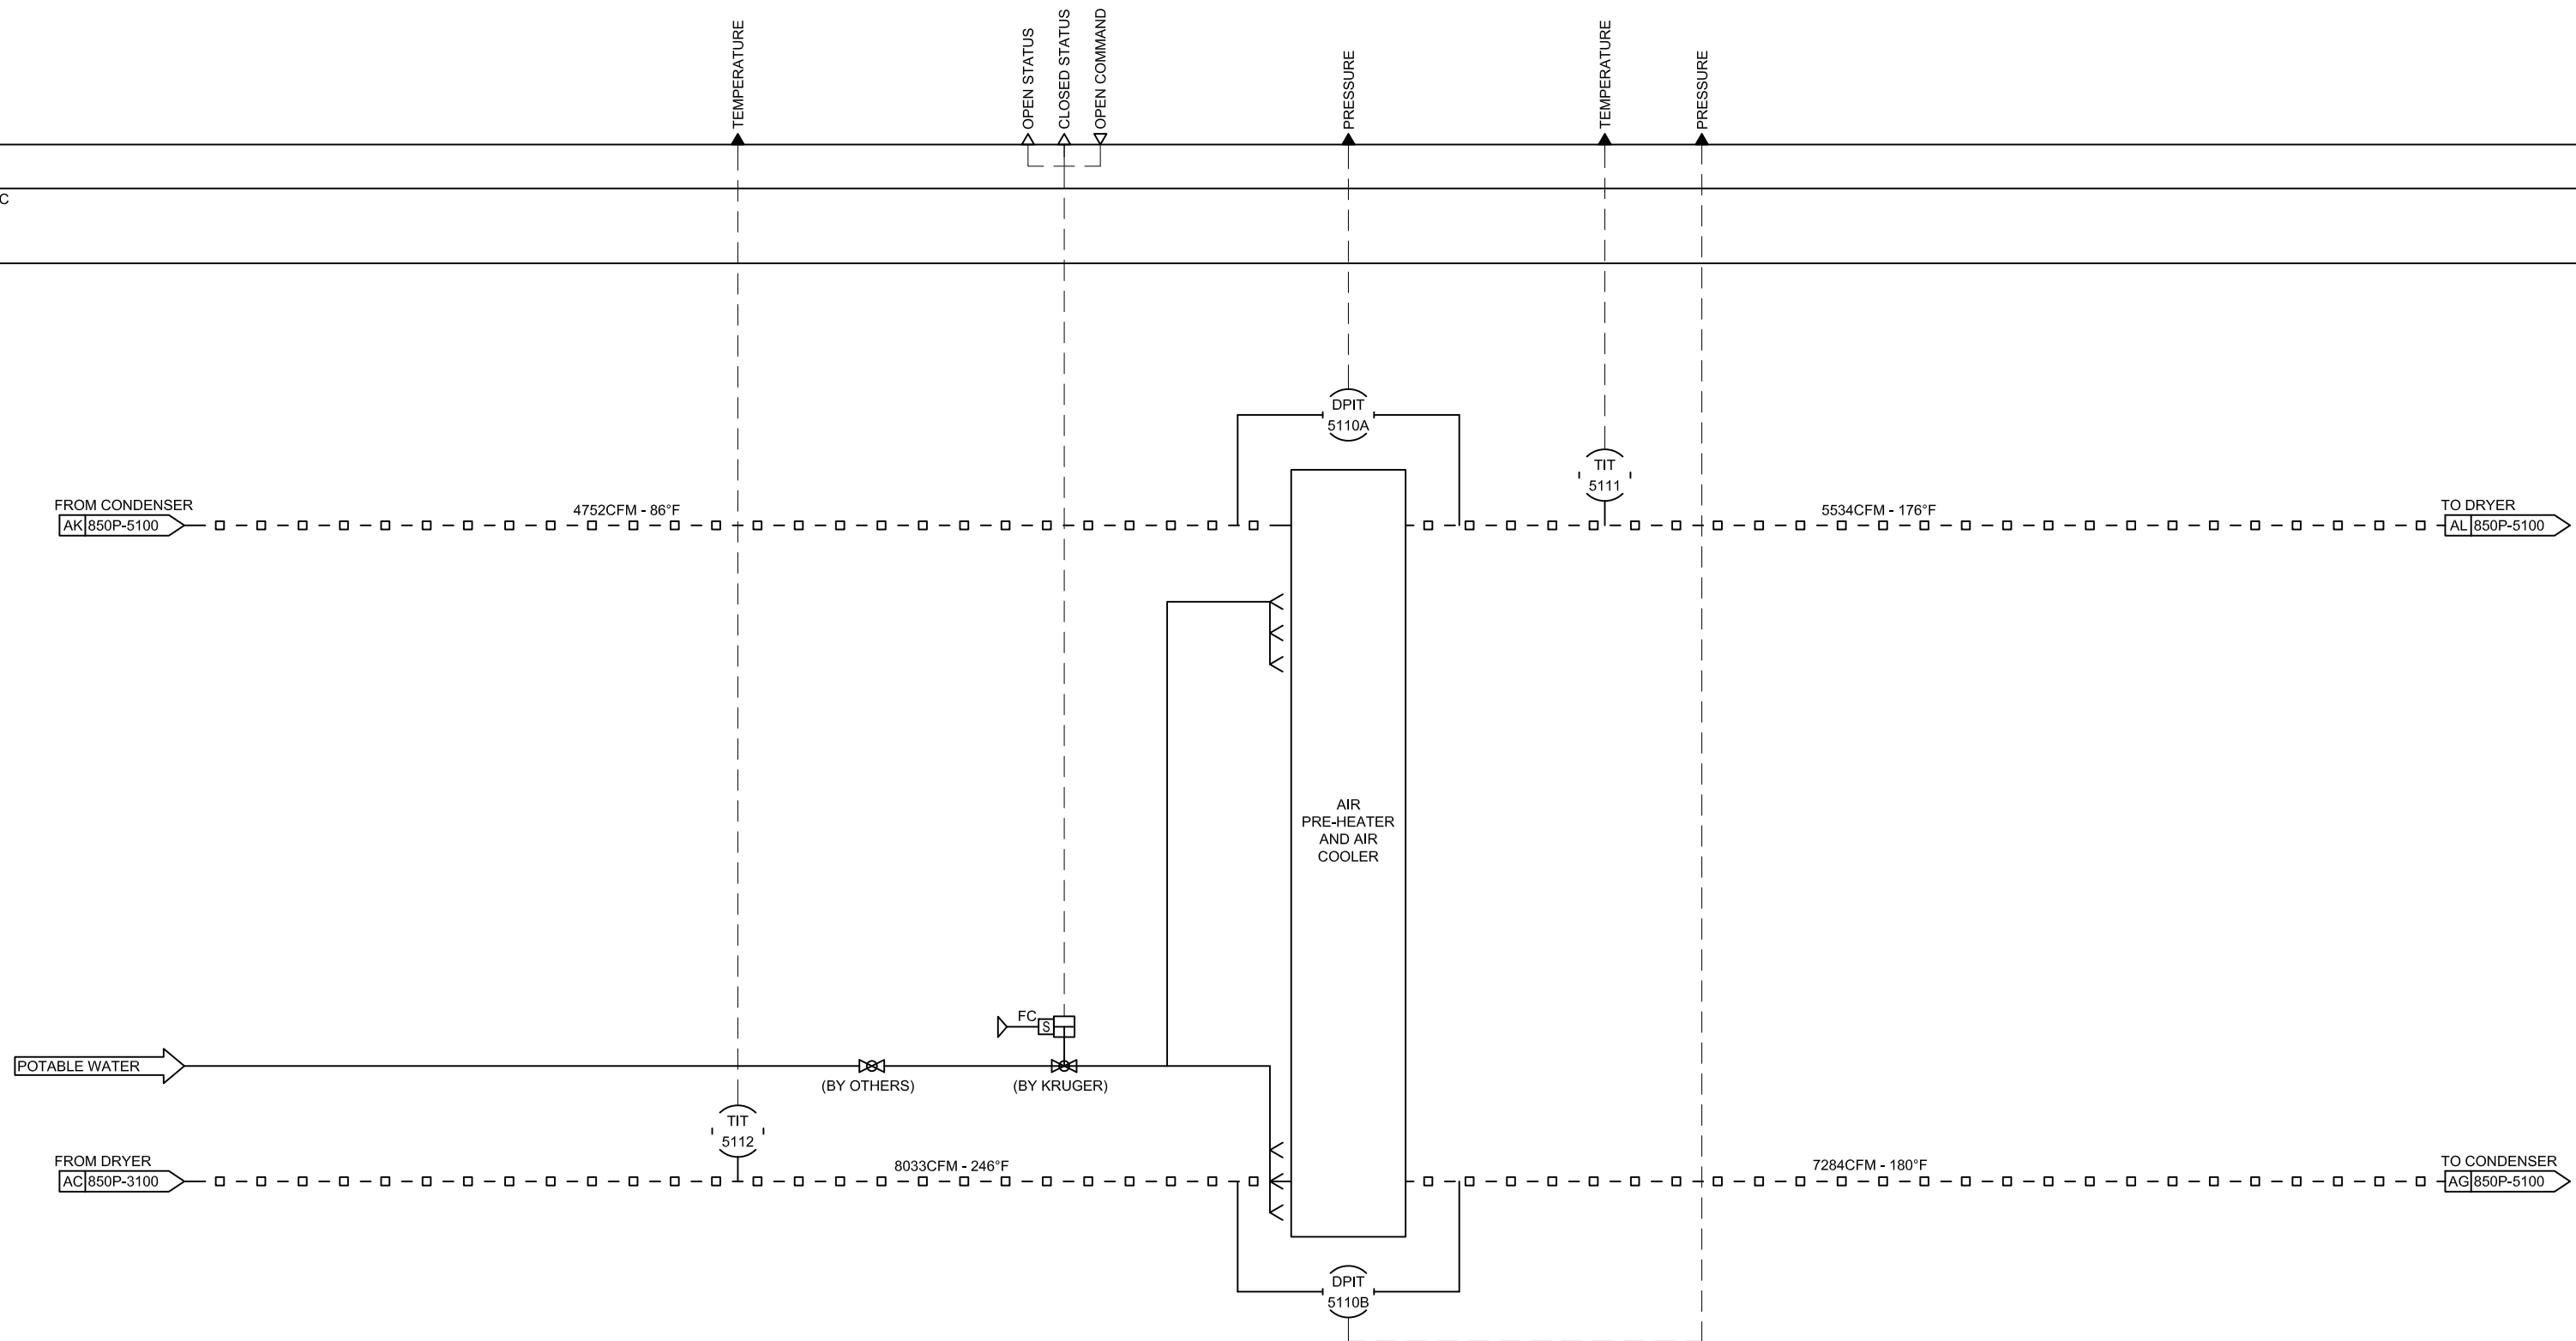 TEMPERATURE
OPEN STATUS
CLOSED STATUS
OPEN COMMAND
PRESSURE
TEMPERATURE
PRESSURE
C
DPIT
5110A
TIT
5111
FROM CONDENSER
AK 850P-5100
4752CFM - 86°F
5534CFM - 176°F
TO DRYER
AL 850P-5100
AIR
PRE-HEATER
AND AIR
COOLER
FC
S
POTABLE WATER
(BY OTHERS)
(BY KRUGER)
TIT
5112
FROM DRYER
AC 850P-3100
8033CFM - 246°F
7284CFM - 180°F
TO CONDENSER
AG 850P-5100
DPIT
5110B